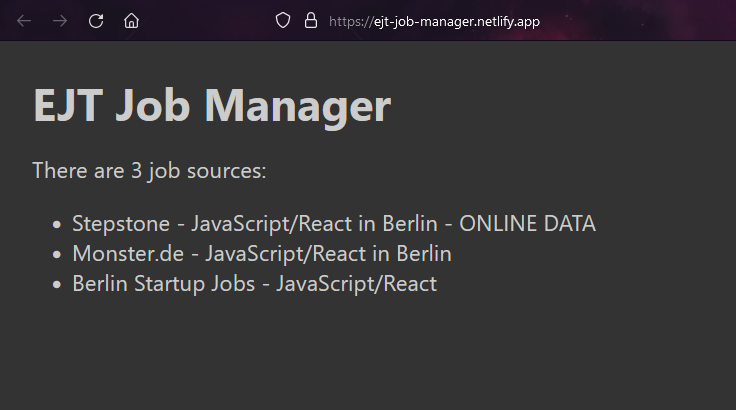 https://ejt-job-manager.netlify.app
EJT Job Manager
There are 3 job sources:
• Stepstone - JavaScript/React in Berlin - ONLINE DATA
• Monster.de - JavaScript/React in Berlin
• Berlin Startup Jobs - JavaScript/React